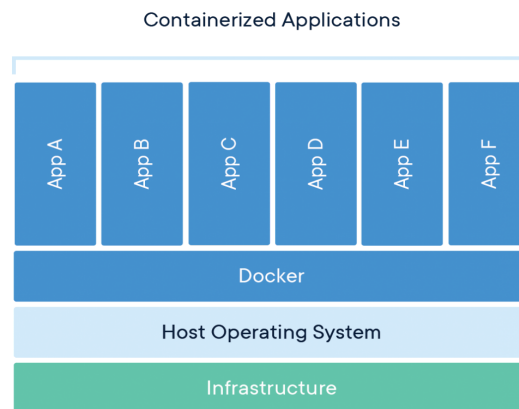 Containerized Applications
App A
App B
App C
App D
App E
App F
Docker
Host Operating System
Infrastructure